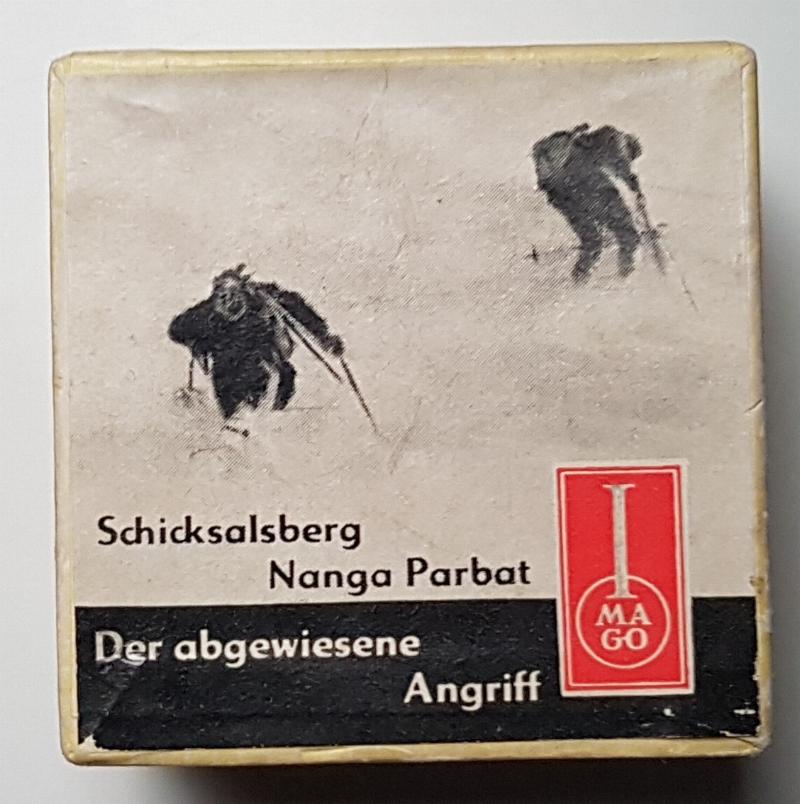 Schicksalsberg
Nanga Parbat
Der abgewiesene
Angriff
I
MA
GO